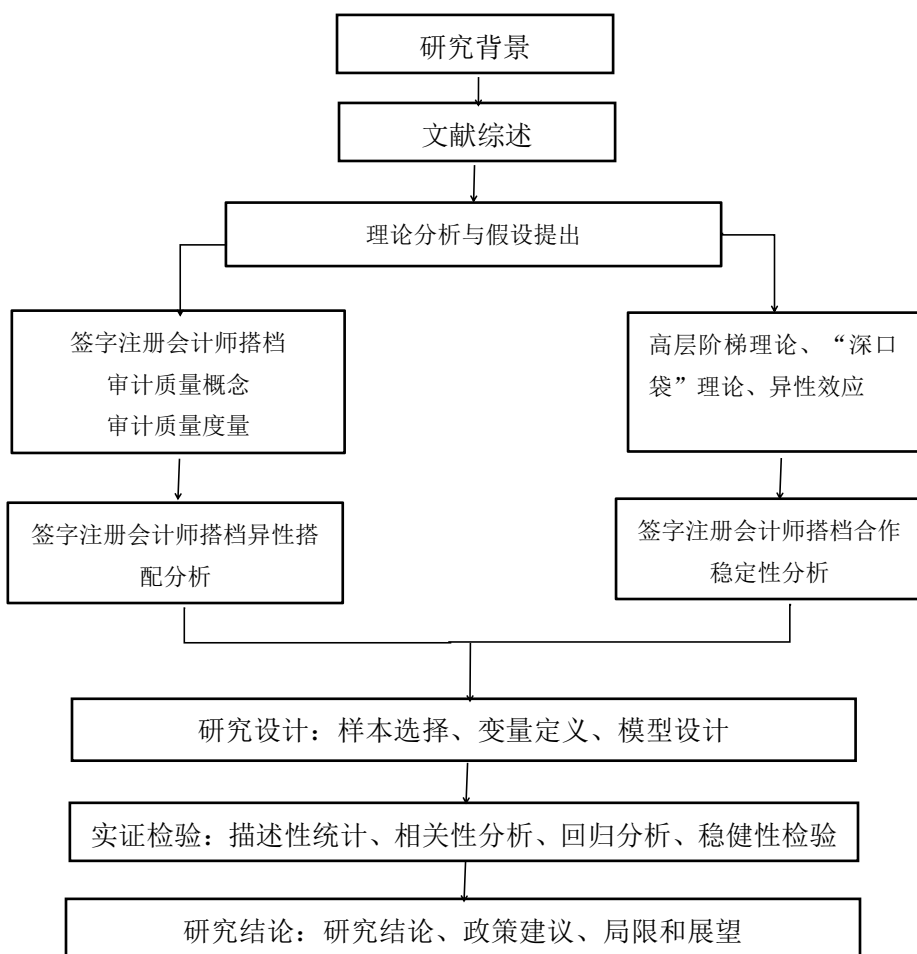 研究背景
文献综述
理论分析与假设提出
签字注册会计师搭档
审计质量概念
审计质量度量
高层阶梯理论、“深口
袋”理论、异性效应
签字注册会计师搭档异性搭
配分析
签字注册会计师搭档合作
稳定性分析
研究设计：样本选择、变量定义、模型设计
实证检验：描述性统计、相关性分析、回归分析、稳健性检验
研究结论：研究结论、政策建议、局限和展望